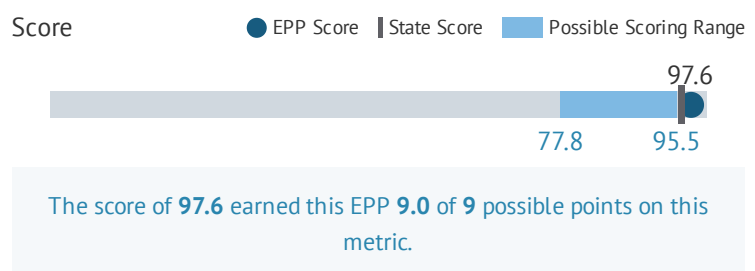 Score EPP Score State Score Possible Scoring Range
97.6
77.8 95.5
The score of 97.6 earned this EPP 9.0 of 9 possible points on this
metric.